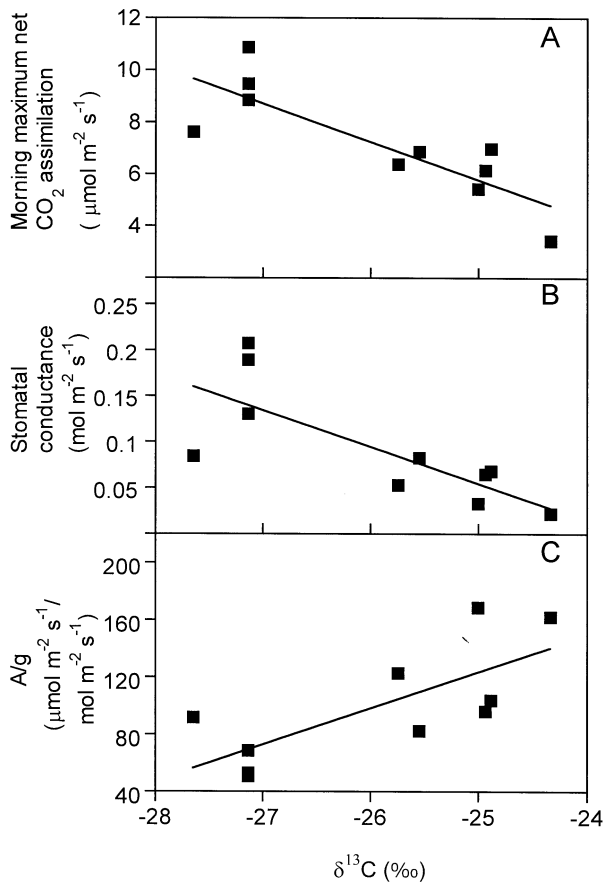 Morning maximum net
CO2 assimilation
( μmol m-2 s-1)
12
10
8
6
4
A
Stomatal
conductance
(mol m-2 s-1)
0.25
0.2
0.15
0.1
0.05
B
A/g
(μmol m-2 s-1/
mol m-2 s-1)
200
160
120
80
40
C
-28
-27
-26
-25
-24
δ13C (‰)